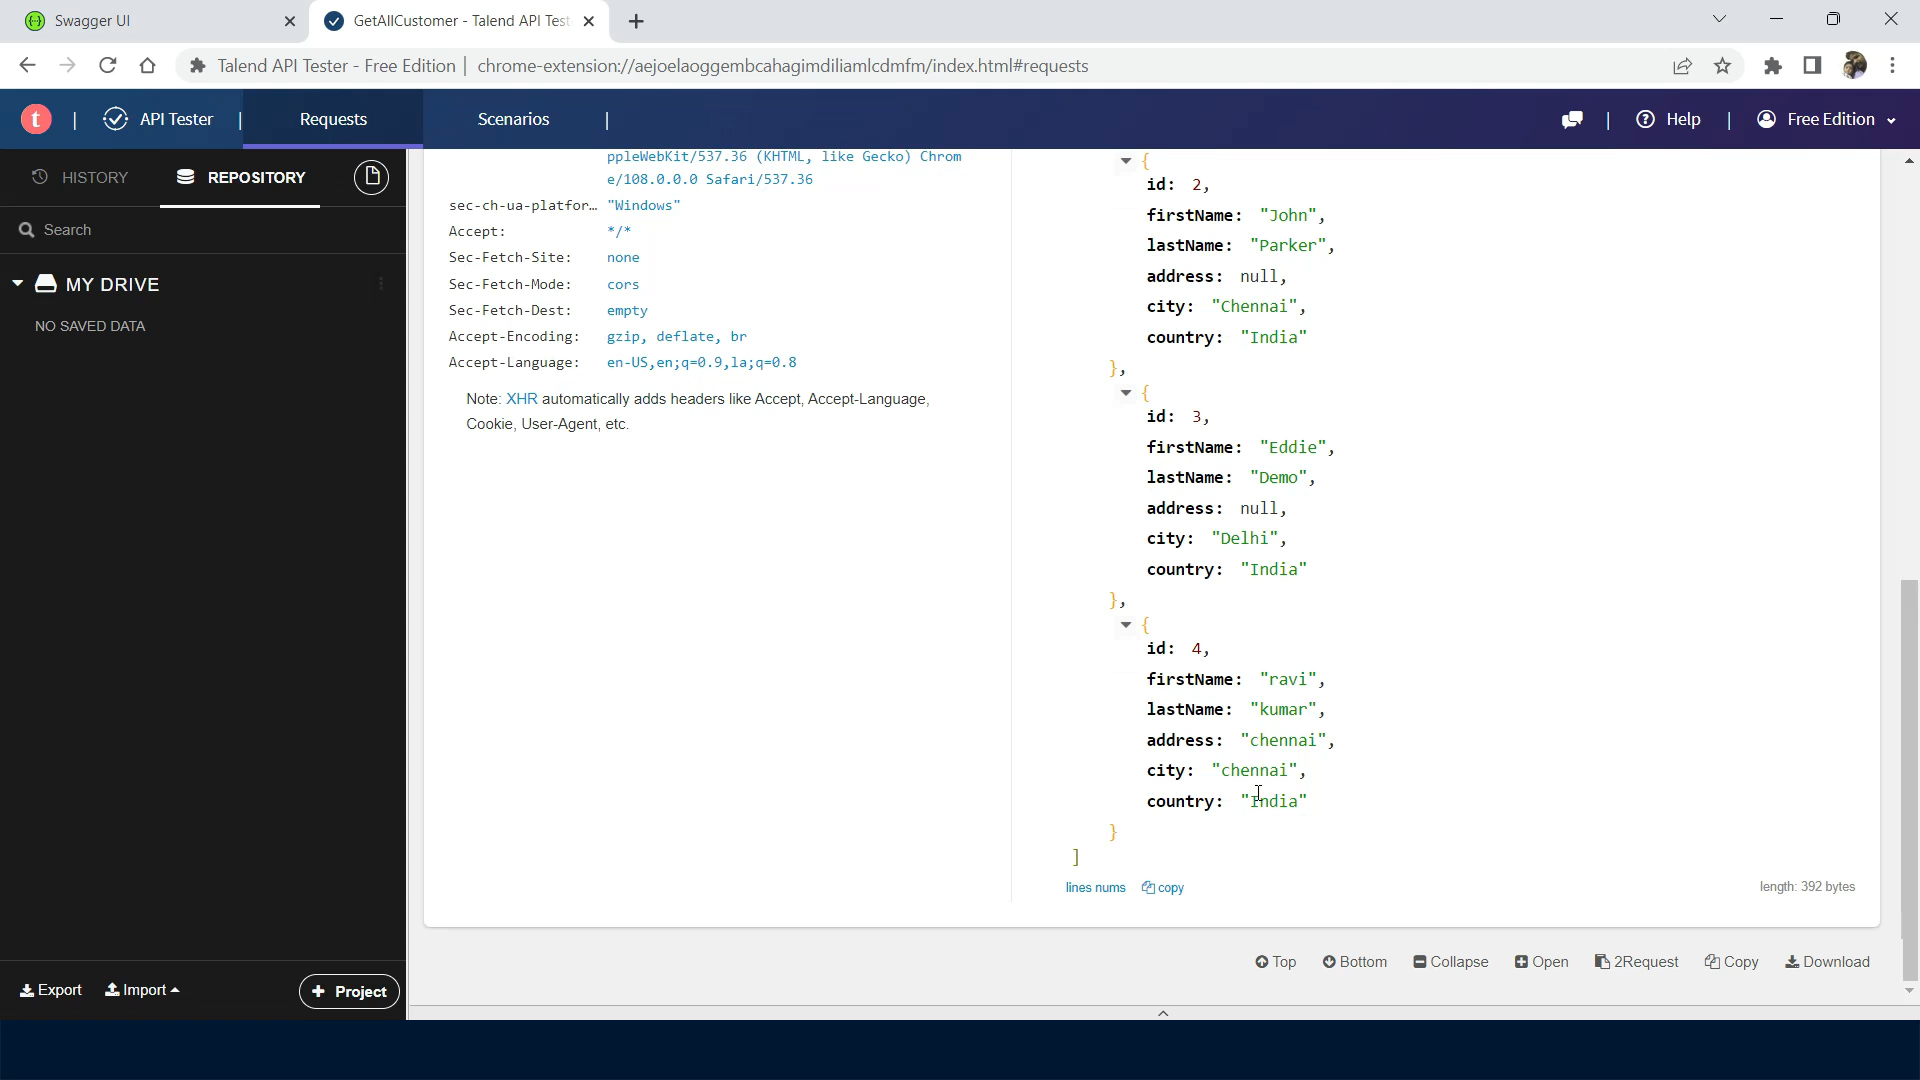 Swagger UI
GetAllCustomer - Talend API Test
Talend API Tester - Free Edition | chrome-extension://aejoelaoggembcahagimdiliamlcdmfm/index.html#requests
t | API Tester | Requests Scenarios | | Help | Free Edition
HISTORY REPOSITORY
Search
MY DRIVE
NO SAVED DATA
Export Import + Project
ppleWebKit/537.36 (KHTML, like Gecko) Chrom
e/108.0.0.0 Safari/537.36
sec-ch-ua-platfor… "Windows"
Accept: */*
Sec-Fetch-Site: none
Sec-Fetch-Mode: cors
Sec-Fetch-Dest: empty
Accept-Encoding: gzip, deflate, br
Accept-Language: en-US,en;q=0.9,la;q=0.8
Note: XHR automatically adds headers like Accept, Accept-Language,
Cookie, User-Agent, etc.
{
id: 2,
firstName: "John",
lastName: "Parker",
address: null,
city: "Chennai",
country: "India"
},
{
id: 3,
firstName: "Eddie",
lastName: "Demo",
address: null,
city: "Delhi",
country: "India"
},
{
id: 4,
firstName: "ravi",
lastName: "kumar",
address: "chennai",
city: "chennai",
country: "India"
}
]
lines nums copy length: 392 bytes
Top Bottom Collapse Open 2Request Copy Download